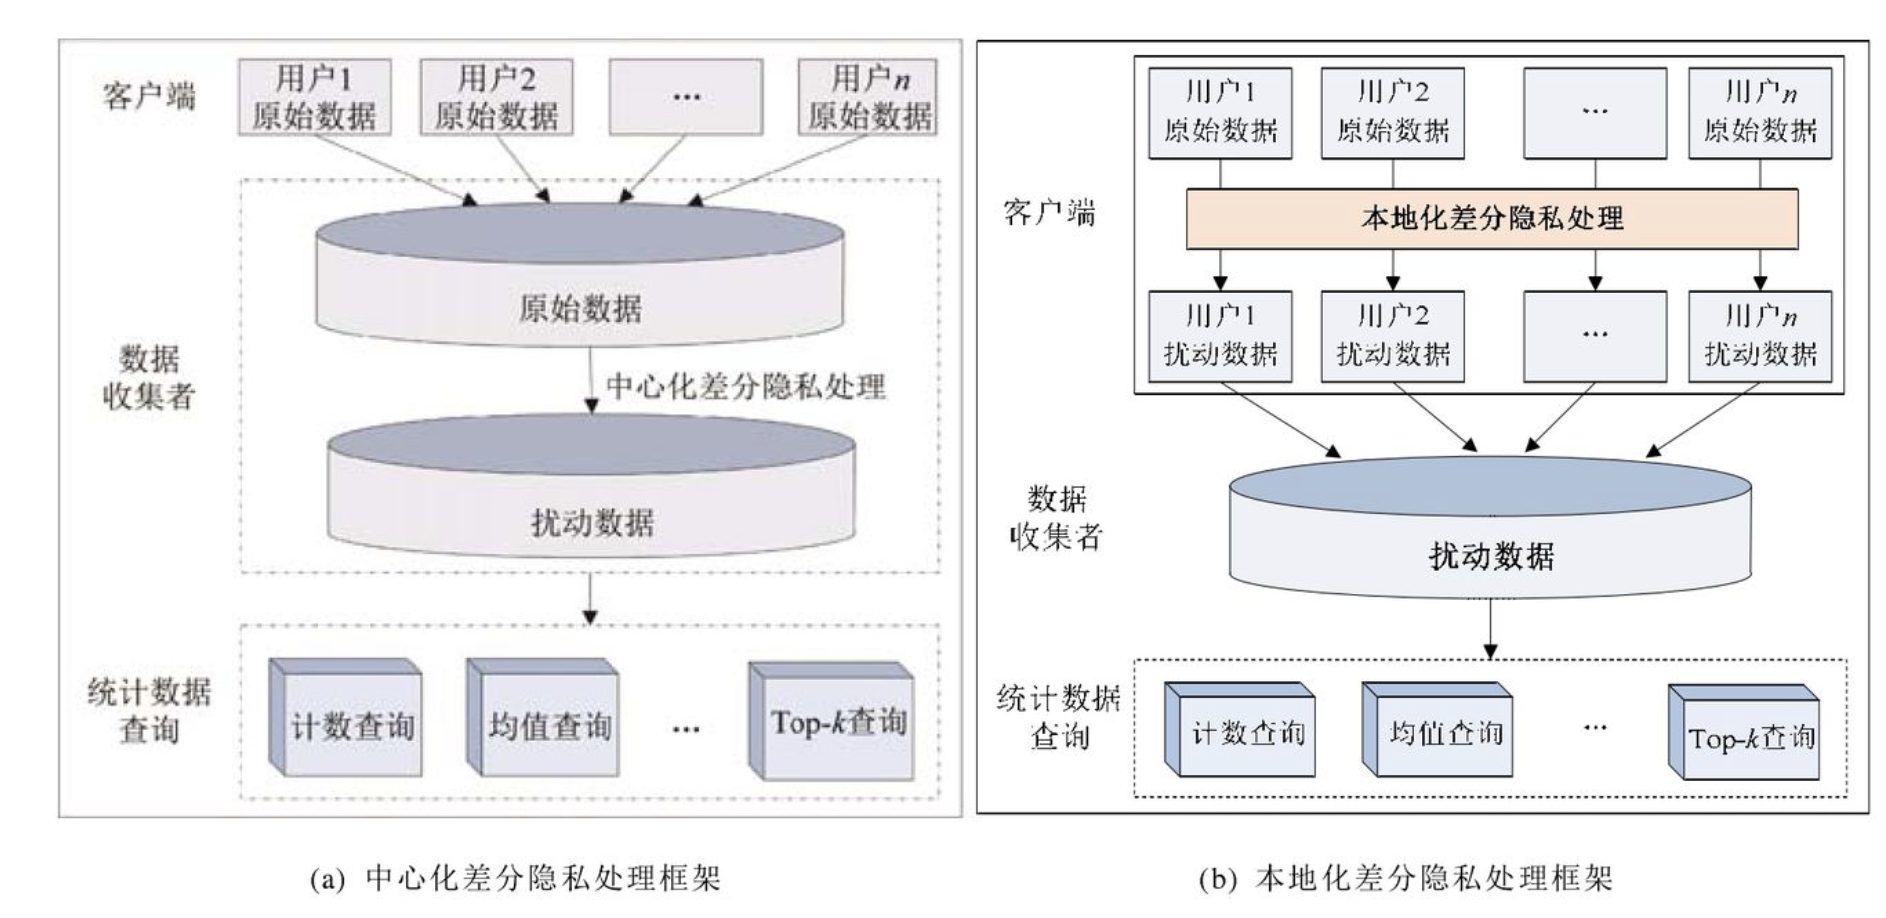 客户端
用户1
原始数据
用户2
原始数据
...
用户n
原始数据
数据
收集者
原始数据
中心化差分隐私处理
扰动数据
统计数据
查询
计数查询
均值查询
...
Top-k查询
(a) 中心化差分隐私处理框架
客户端
用户1
原始数据
用户2
原始数据
...
用户n
原始数据
本地化差分隐私处理
用户1
扰动数据
用户2
扰动数据
...
用户n
扰动数据
数据
收集者
扰动数据
统计数据
查询
计数查询
均值查询
...
Top-k查询
(b) 本地化差分隐私处理框架